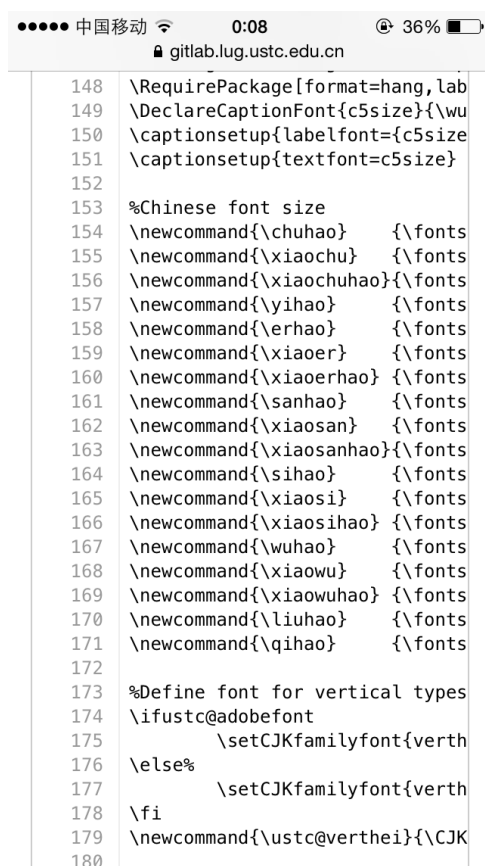 中国移动 0:08 36%
gitlab.lug.ustc.edu.cn
148 \RequirePackage[format=hang,lab
149 \DeclareCaptionFont{c5size}{\wu
150 \captionsetup{labelfont={c5size
151 \captionsetup{textfont=c5size}
152
153 %Chinese font size
154 \newcommand{\chuhao}    {\fonts
155 \newcommand{\xiaochu}   {\fonts
156 \newcommand{\xiaochuhao}{\fonts
157 \newcommand{\yihao}     {\fonts
158 \newcommand{\erhao}     {\fonts
159 \newcommand{\xiaoer}    {\fonts
160 \newcommand{\xiaoerhao} {\fonts
161 \newcommand{\sanhao}    {\fonts
162 \newcommand{\xiaosan}   {\fonts
163 \newcommand{\xiaosanhao}{\fonts
164 \newcommand{\sihao}     {\fonts
165 \newcommand{\xiaosi}    {\fonts
166 \newcommand{\xiaosihao} {\fonts
167 \newcommand{\wuhao}     {\fonts
168 \newcommand{\xiaowu}    {\fonts
169 \newcommand{\xiaowuhao} {\fonts
170 \newcommand{\liuhao}    {\fonts
171 \newcommand{\qihao}     {\fonts
172
173 %Define font for vertical types
174 \ifustc@adobefont
175         \setCJKfamilyfont{verth
176 \else%
177         \setCJKfamilyfont{verth
178 \fi
179 \newcommand{\ustc@verthei}{\CJK
180